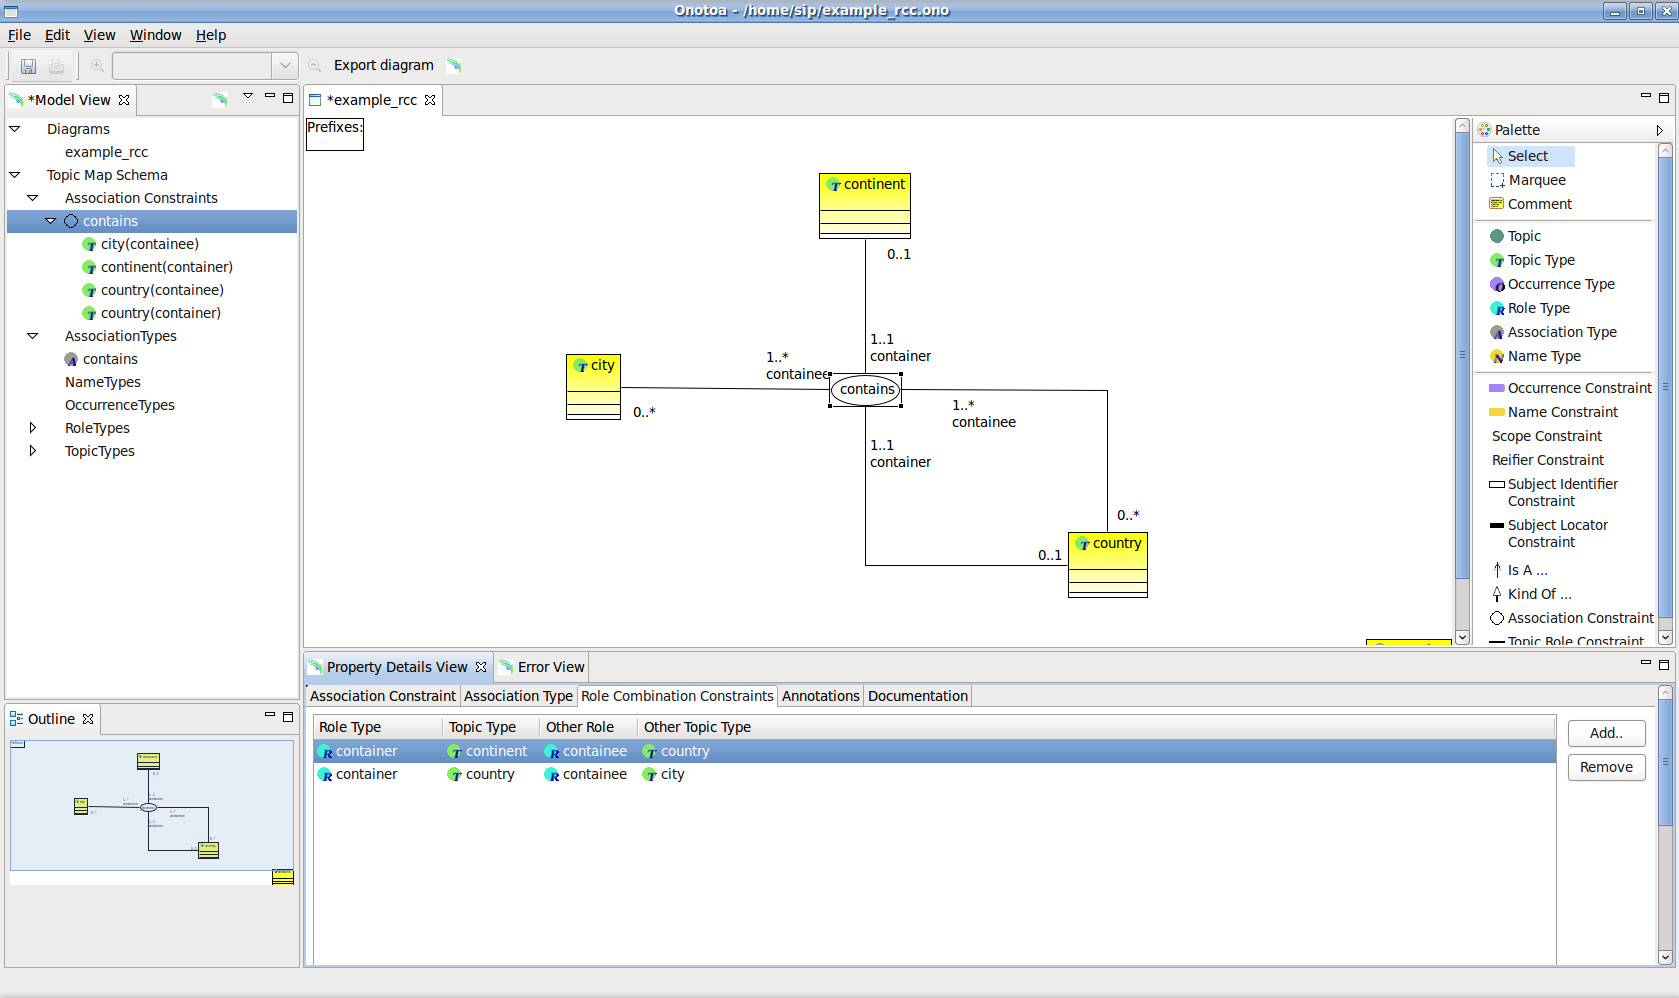 Onotoa - /home/sip/example_rcc.ono
File Edit View Window Help
Export diagram
*Model View
Diagrams
example_rcc
Topic Map Schema
Association Constraints
contains
city(containee)
continent(container)
country(containee)
country(container)
AssociationTypes
contains
NameTypes
OccurrenceTypes
RoleTypes
TopicTypes
Outline
*example_rcc
Prefixes:
continent
0..1
1..1
container
city
1..*
containee
0..*
contains
1..*
containee
1..1
container
0..*
0..1
country
Palette
Select
Marquee
Comment
Topic
Topic Type
Occurrence Type
Role Type
Association Type
Name Type
Occurrence Constraint
Name Constraint
Scope Constraint
Reifier Constraint
Subject Identifier
Constraint
Subject Locator
Constraint
Is A ...
Kind Of ...
Association Constraint
Topic Role Constraint
Property Details View Error View
Association Constraint Association Type Role Combination Constraints Annotations Documentation
Role Type Topic Type Other Role Other Topic Type
container continent containee country
container country containee city
Add..
Remove